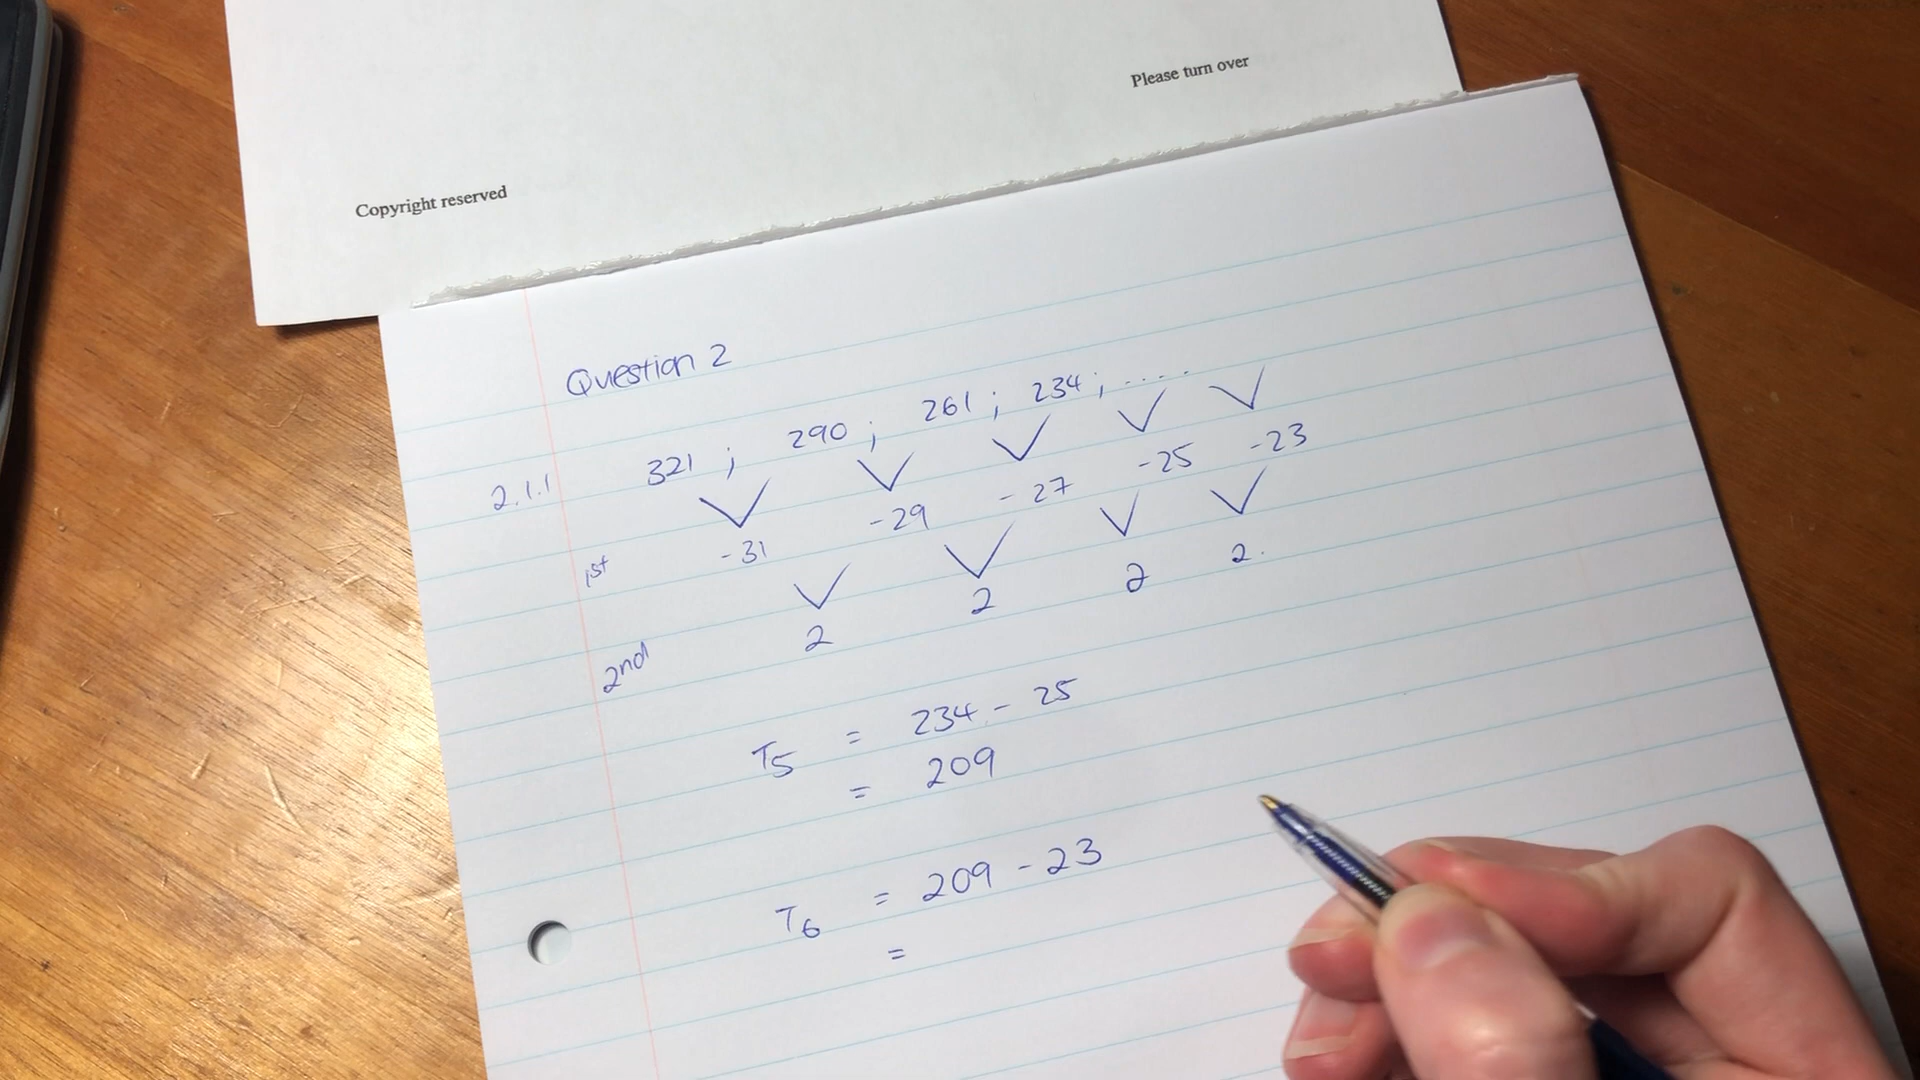 Please turn over
Copyright reserved
Question 2
2.1.1 321 ; 290 ; 261 ; 234 ; ....
1st -31 -29 -27 -25 -23
2nd 2 2 2 2.
T5 = 234 - 25
= 209
T6 = 209 - 23
=